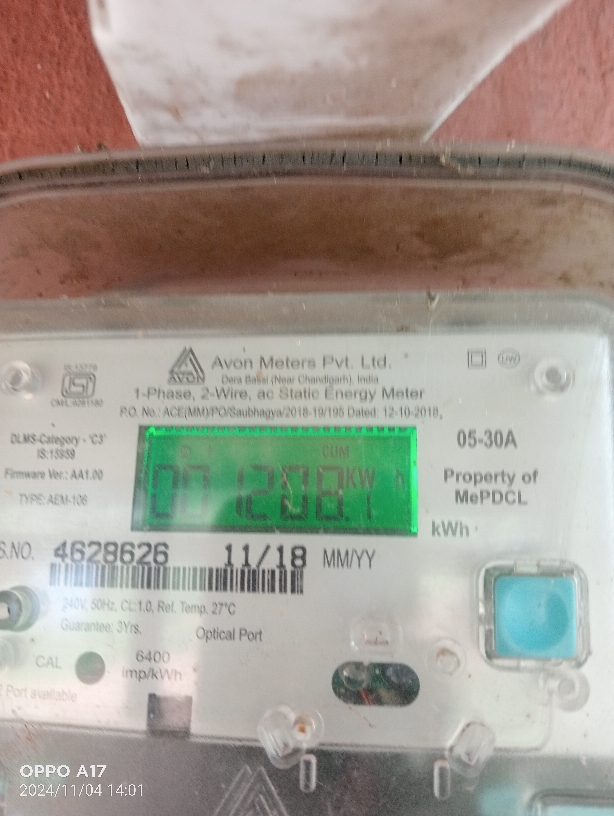 Avon Meters Pvt. Ltd.
AVON
Dera Bassi (Near Chandigarh), India
1-Phase, 2-Wire, ac Static Energy Meter
P.O. No.: ACE(MM)/PO/Saubhagya/2018-19/195 Dated: 12-10-2018,
DLMS-Category - 'C3'
IS:15959
Firmware Ver.: AA1.00
TYPE: AEM-106
CUM
001208.1 KW h
05-30A
Property of
MePDCL
kWh
S.NO. 4628626 11/18 MM/YY
240V, 50Hz, CL:1.0, Ref. Temp. 27°C
Guarantee: 3Yrs.
Optical Port
CAL
6400
imp/kWh
Port available
OPPO A17
2024/11/04 14:01